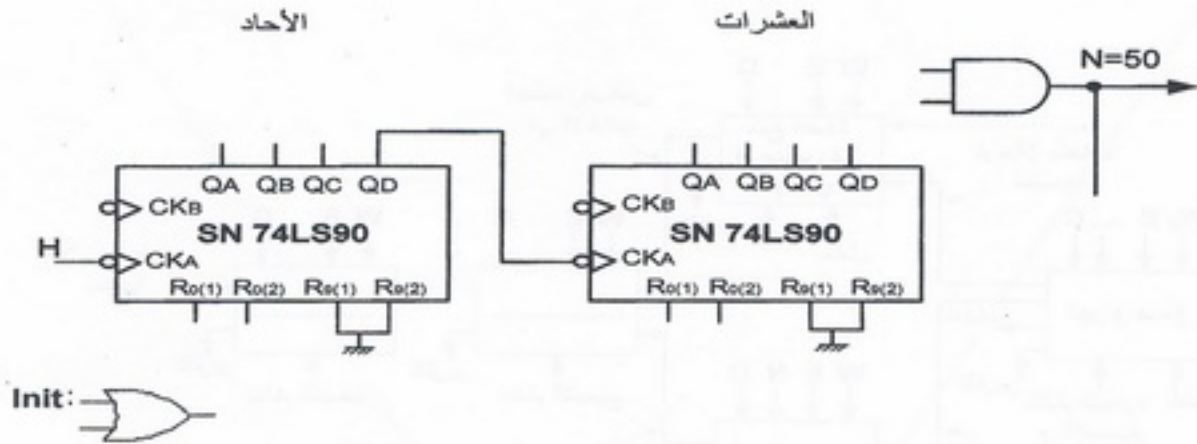 الأحاد
العشرات
N=50
QA QB QC QD
CKB
SN 74LS90
H
CKA
R0(1) R0(2) R9(1) R9(2)
QA QB QC QD
CKB
SN 74LS90
CKA
R0(1) R0(2) R9(1) R9(2)
Init: